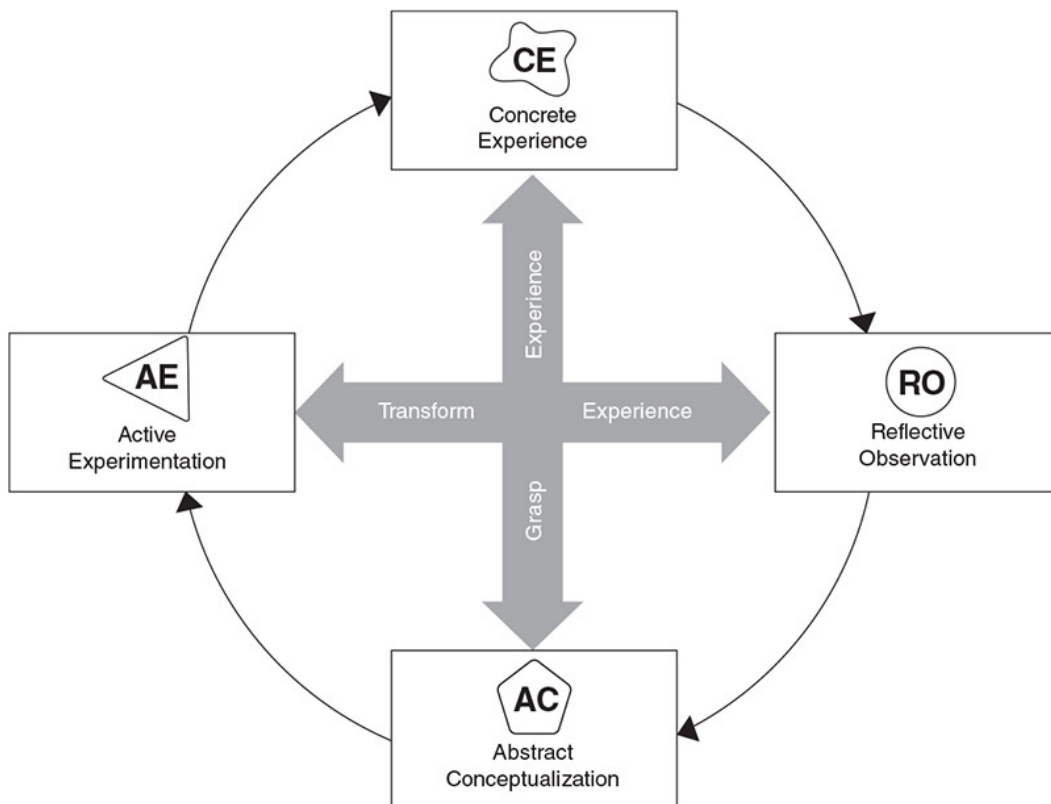 CE
Concrete
Experience
Experience
AE
Active
Experimentation
Transform
Experience
RO
Reflective
Observation
Grasp
AC
Abstract
Conceptualization